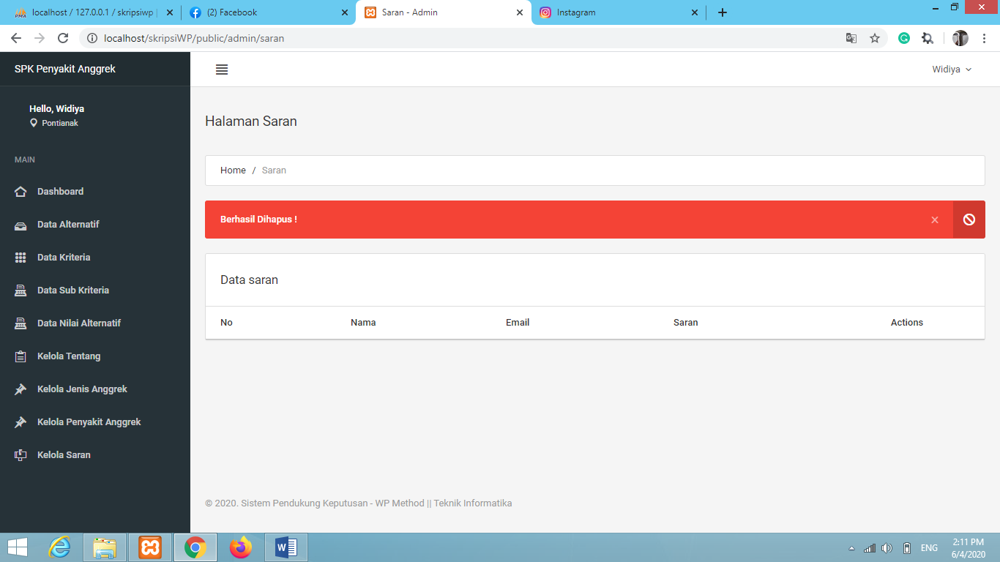 localhost / 127.0.0.1 / skripsiwp |
(2) Facebook
Saran - Admin
Instagram
localhost/skripsiWP/public/admin/saran
SPK Penyakit Anggrek
Widiya
Hello, Widiya
Pontianak
MAIN
Dashboard
Data Alternatif
Data Kriteria
Data Sub Kriteria
Data Nilai Alternatif
Kelola Tentang
Kelola Jenis Anggrek
Kelola Penyakit Anggrek
Kelola Saran
Halaman Saran
Home / Saran
Berhasil Dihapus !
Data saran
No Nama Email Saran Actions
© 2020. Sistem Pendukung Keputusan - WP Method || Teknik Informatika
ENG
2:11 PM
6/4/2020